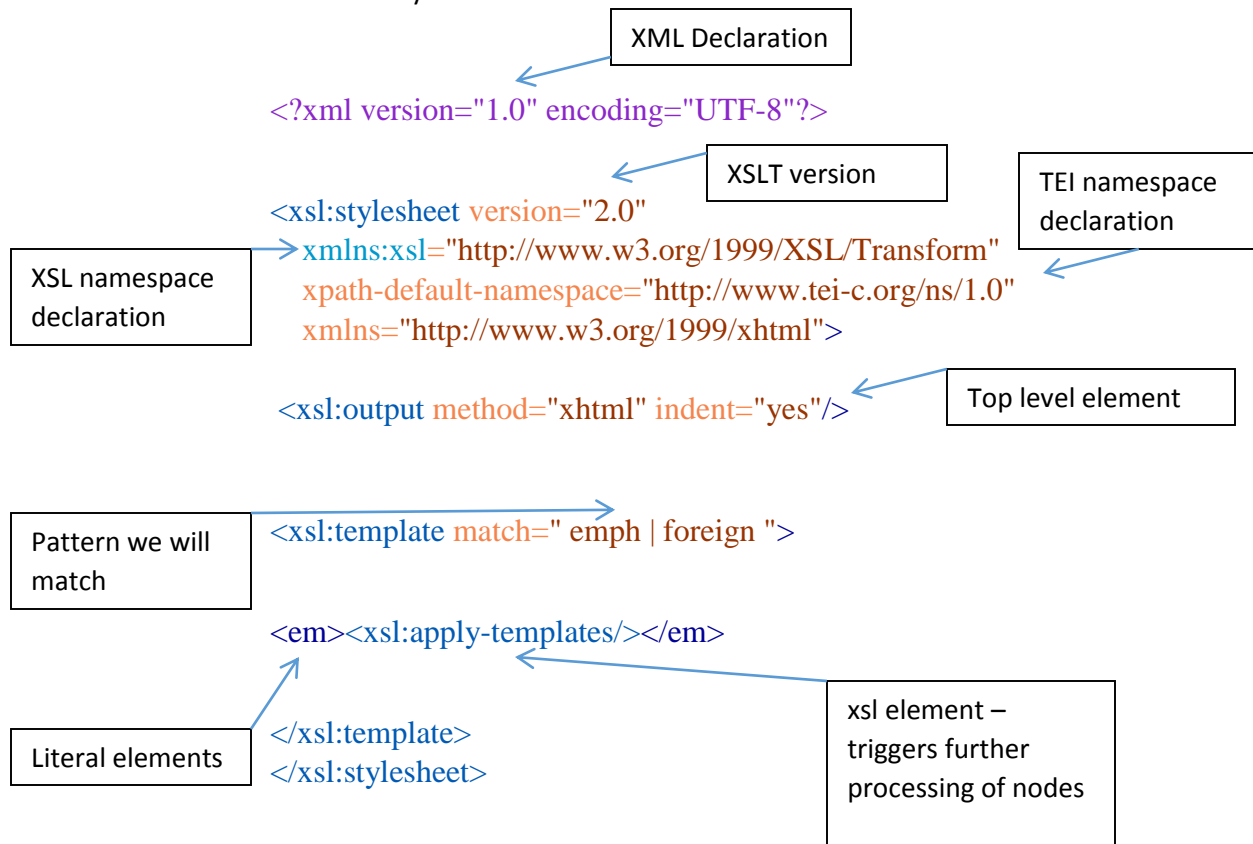 XML Declaration
<?xml version="1.0" encoding="UTF-8"?>
XSLT version
TEI namespace
declaration
<xsl:stylesheet version="2.0"
xmlns:xsl="http://www.w3.org/1999/XSL/Transform"
XSL namespace
declaration
xpath-default-namespace="http://www.tei-c.org/ns/1.0"
xmlns="http://www.w3.org/1999/xhtml">
<xsl:output method="xhtml" indent="yes"/>
Top level element
<xsl:template match=" emph | foreign ">
Pattern we will
match
<em><xsl:apply-templates/></em>
xsl element –
triggers further
processing of nodes
Literal elements
</xsl:template>
</xsl:stylesheet>